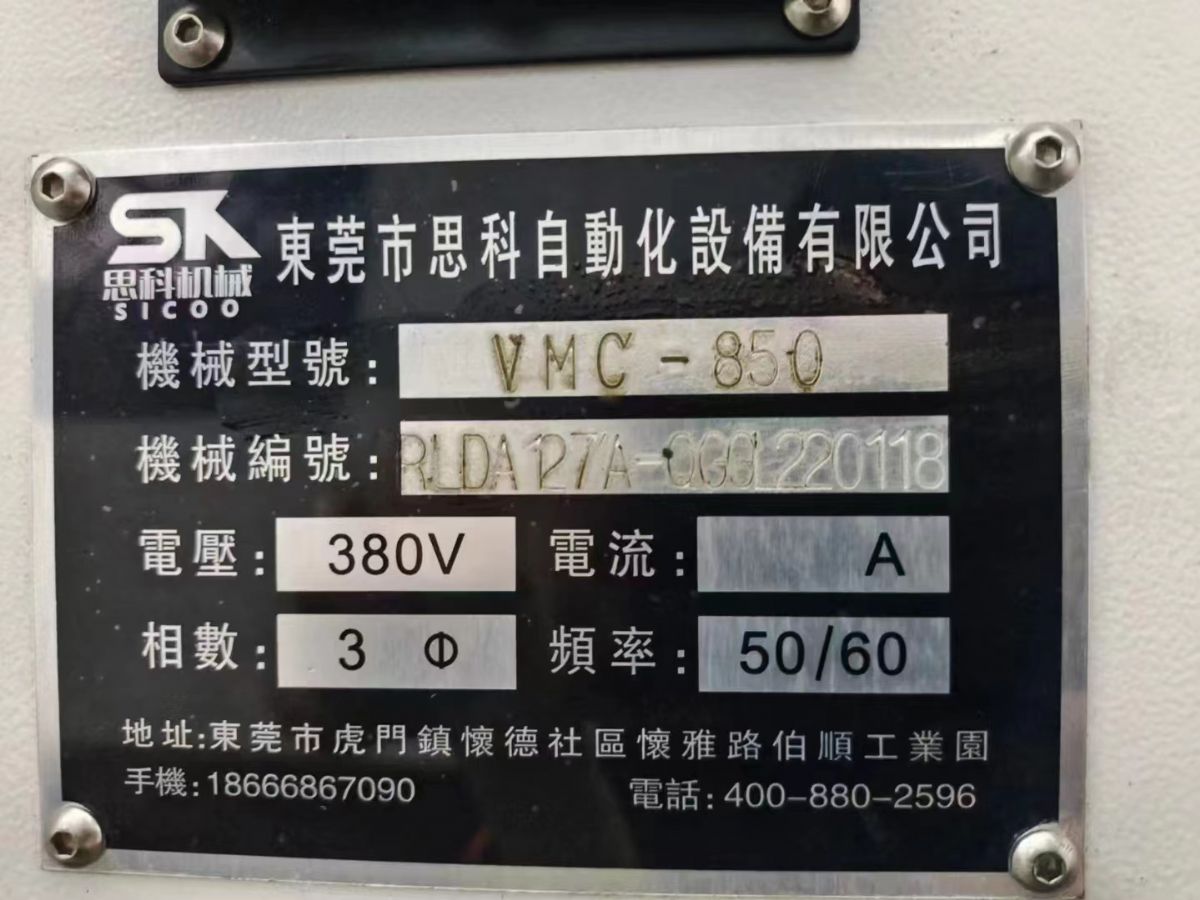 SK
思科机械
SICOO
東莞市思科自動化設備有限公司
機械型號：VMC-850
機械編號：RLDA127/A-QGGL220118
電壓：380V 電流： A
相數：3 Φ 頻率：50/60
地址：東莞市虎門鎮懷德社區懷雅路伯順工業園
手機：18666867090 電話：400-880-2596